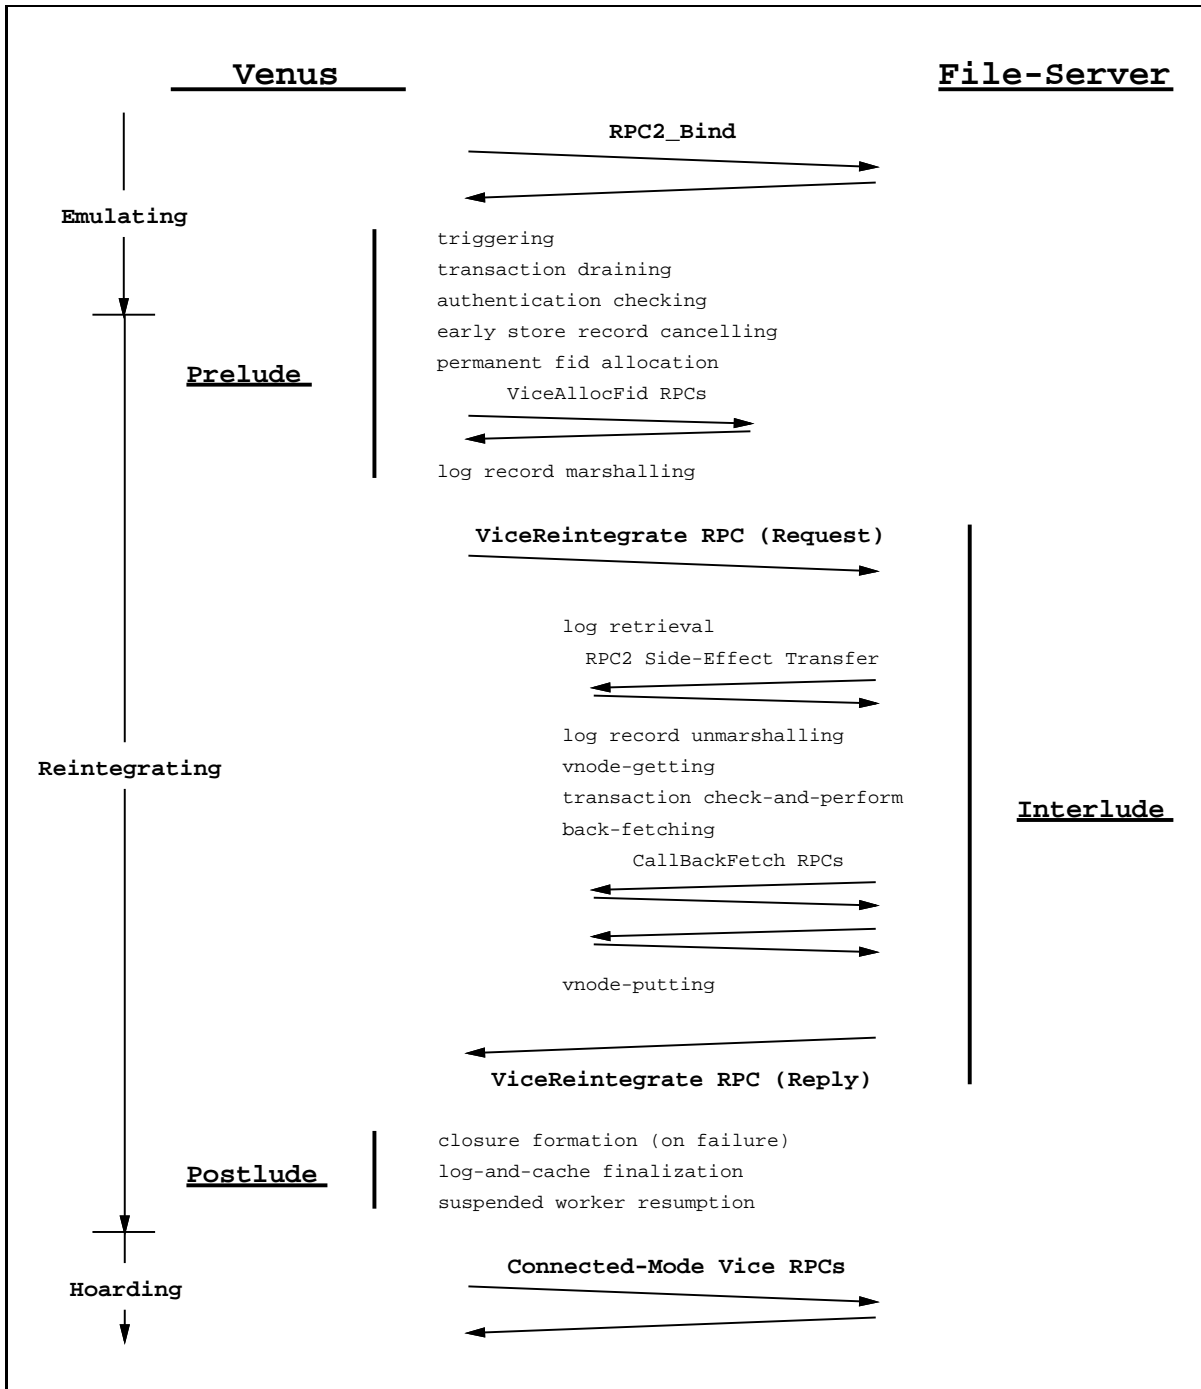 Venus
File-Server
RPC2_Bind
Emulating
triggering
transaction draining
authentication checking
early store record cancelling
permanent fid allocation
Prelude
ViceAllocFid RPCs
log record marshalling
ViceReintegrate RPC (Request)
log retrieval
RPC2 Side-Effect Transfer
log record unmarshalling
vnode-getting
Reintegrating
transaction check-and-perform
Interlude
back-fetching
CallBackFetch RPCs
vnode-putting
ViceReintegrate RPC (Reply)
closure formation (on failure)
Postlude
log-and-cache finalization
suspended worker resumption
Connected-Mode Vice RPCs
Hoarding